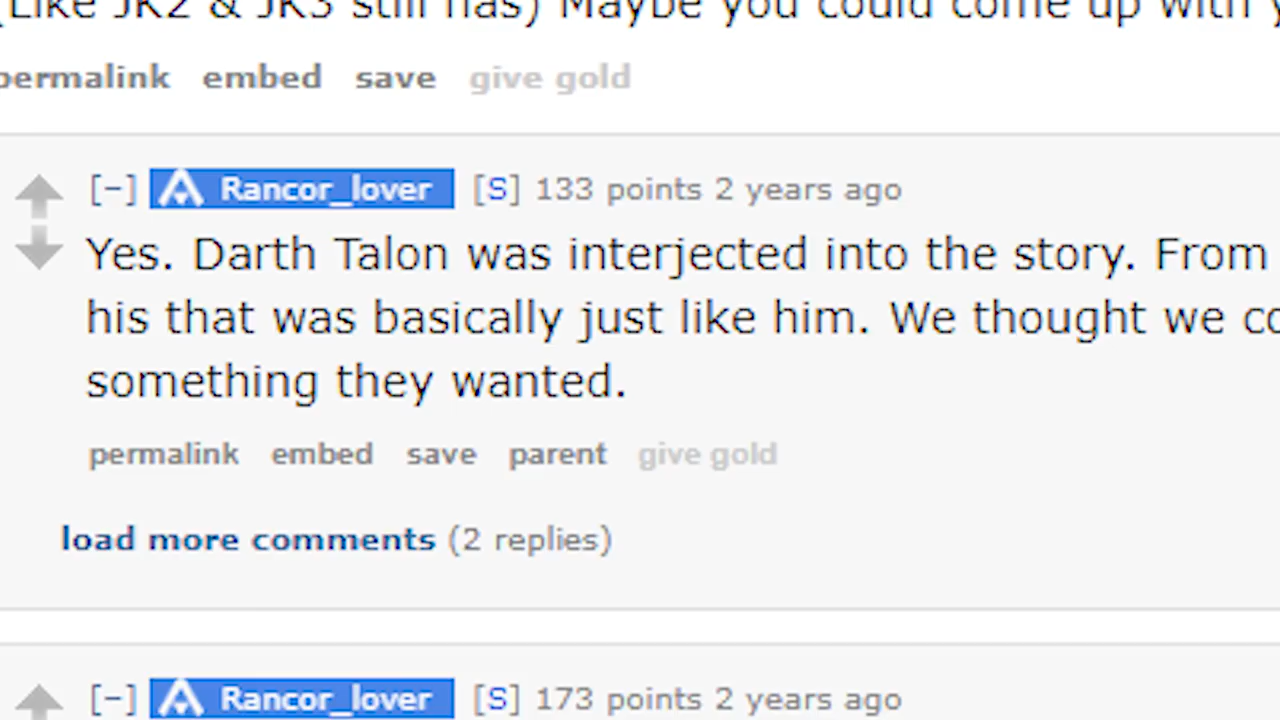 (Like JK2 & JK3 still has) Maybe you could come up with y
permalink embed save give gold
[–] Rancor_lover [S] 133 points 2 years ago
Yes. Darth Talon was interjected into the story. From
his that was basically just like him. We thought we co
something they wanted.
permalink embed save parent give gold
load more comments (2 replies)
[–] Rancor_lover [S] 173 points 2 years ago